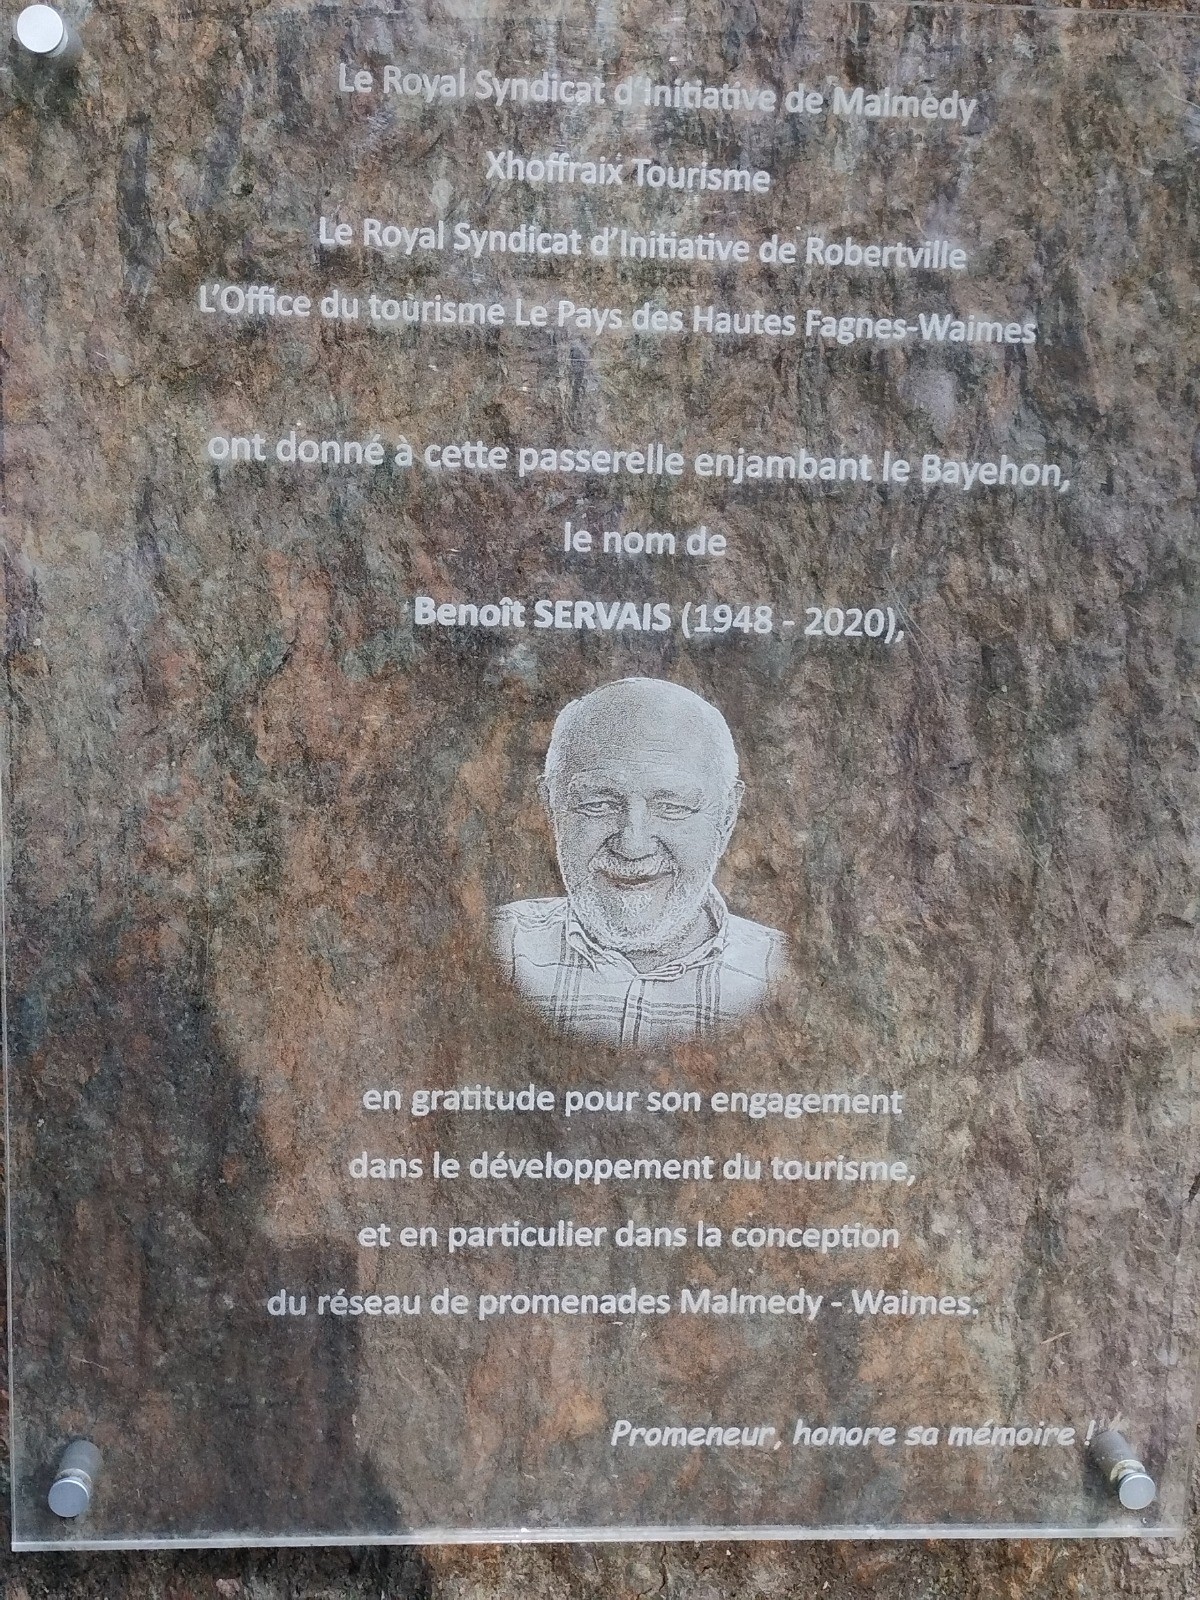 Le Royal Syndicat d'Initiative de Malmedy
Xhoffraix Tourisme
Le Royal Syndicat d'Initiative de Robertville
L'Office du tourisme Le Pays des Hautes Fagnes-Waimes
ont donné à cette passerelle enjambant le Bayehon,
le nom de
Benoît SERVAIS (1948 - 2020),
en gratitude pour son engagement
dans le développement du tourisme,
et en particulier dans la conception
du réseau de promenades Malmedy - Waimes.
Promeneur, honore sa mémoire !